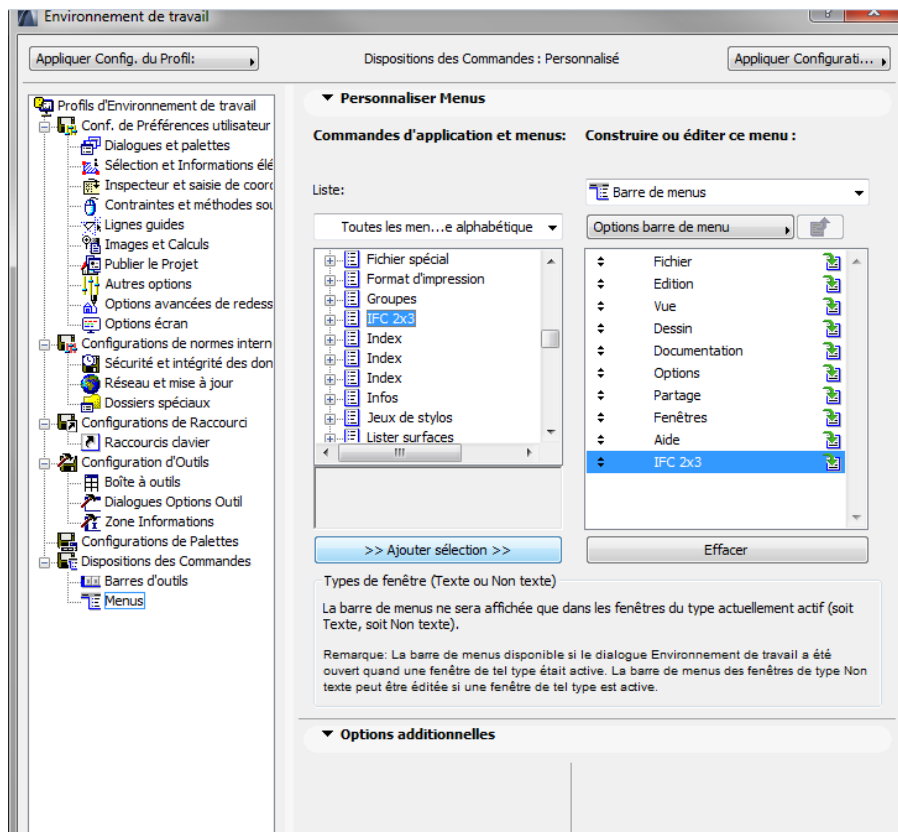 Environnement de travail
Appliquer Config. du Profil:
Dispositions des Commandes : Personnalisé
Appliquer Configurati...
Profils d'Environnement de travail
Conf. de Préférences utilisateur
Dialogues et palettes
Sélection et Informations élé
Inspecteur et saisie de coord
Contraintes et méthodes sou
Lignes guides
Images et Calculs
Publier le Projet
Autres options
Options avancées de redess
Options écran
Configurations de normes intern
Sécurité et intégrité des don
Réseau et mise à jour
Dossiers spéciaux
Configurations de Raccourci
Raccourcis clavier
Configuration d'Outils
Boîte à outils
Dialogues Options Outil
Zone Informations
Configurations de Palettes
Dispositions des Commandes
Barres d'outils
Menus
Personnaliser Menus
Commandes d'application et menus:
Liste:
Toutes les men...e alphabétique
Fichier spécial
Format d'impression
Groupes
IFC 2x3
Index
Index
Index
Infos
Jeux de stylos
Lister surfaces
>> Ajouter sélection >>
Construire ou éditer ce menu :
Barre de menus
Options barre de menu
Fichier
Edition
Vue
Dessin
Documentation
Options
Partage
Fenêtres
Aide
IFC 2x3
Effacer
Types de fenêtre (Texte ou Non texte)
La barre de menus ne sera affichée que dans les fenêtres du type actuellement actif (soit
Texte, soit Non texte).
Remarque: La barre de menus disponible si le dialogue Environnement de travail a été
ouvert quand une fenêtre de tel type était active. La barre de menus des fenêtres de type Non
texte peut être éditée si une fenêtre de tel type est active.
Options additionnelles